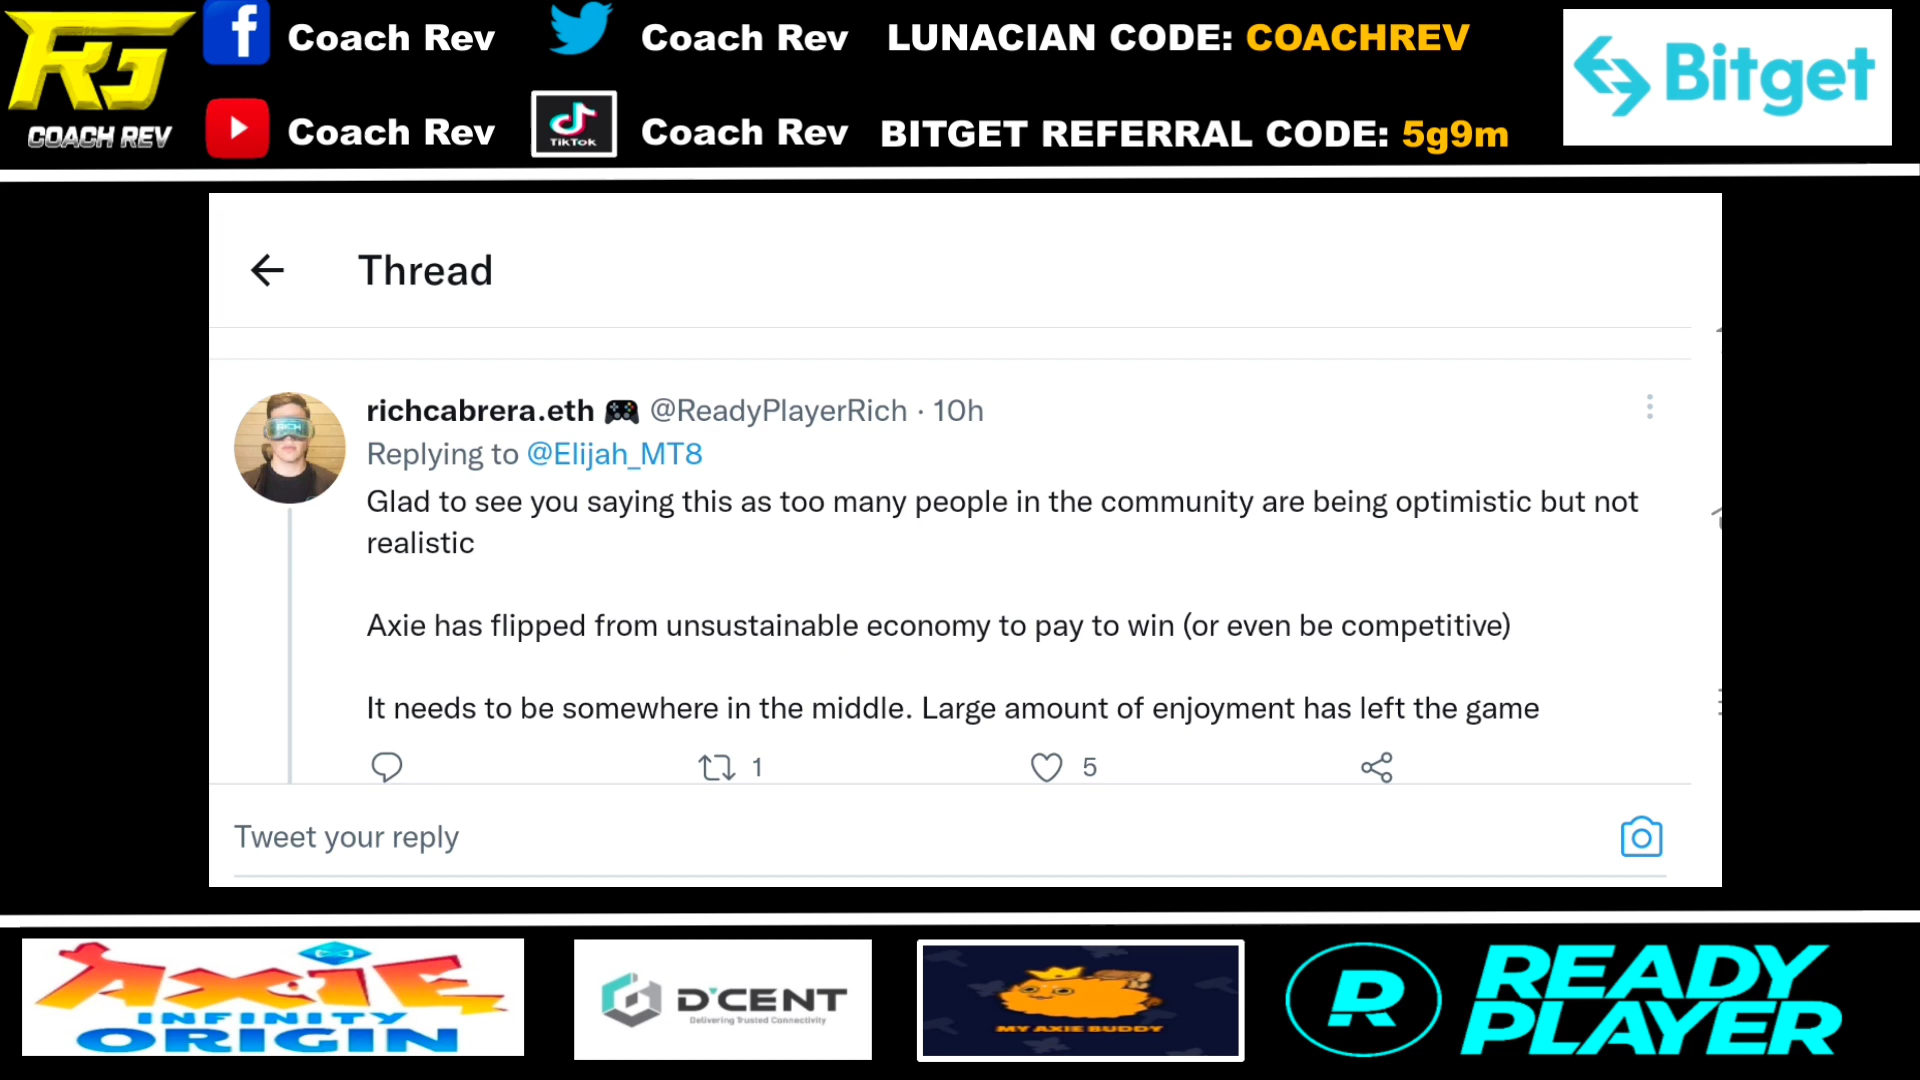 RG
COACH REV
f Coach Rev
Coach Rev
LUNACIAN CODE: COACHREV
Bitget
Coach Rev
TikTok
Coach Rev
BITGET REFERRAL CODE: 5g9m
Thread
richcabrera.eth @ReadyPlayerRich · 10h
Replying to @Elijah_MT8
Glad to see you saying this as too many people in the community are being optimistic but not
realistic
Axie has flipped from unsustainable economy to pay to win (or even be competitive)
It needs to be somewhere in the middle. Large amount of enjoyment has left the game
1
5
Tweet your reply
AXIE
INFINITY
ORIGIN
D'CENT
Delivering Trusted Connectivity
MY AXIE BUDDY
R
READY
PLAYER
RICH